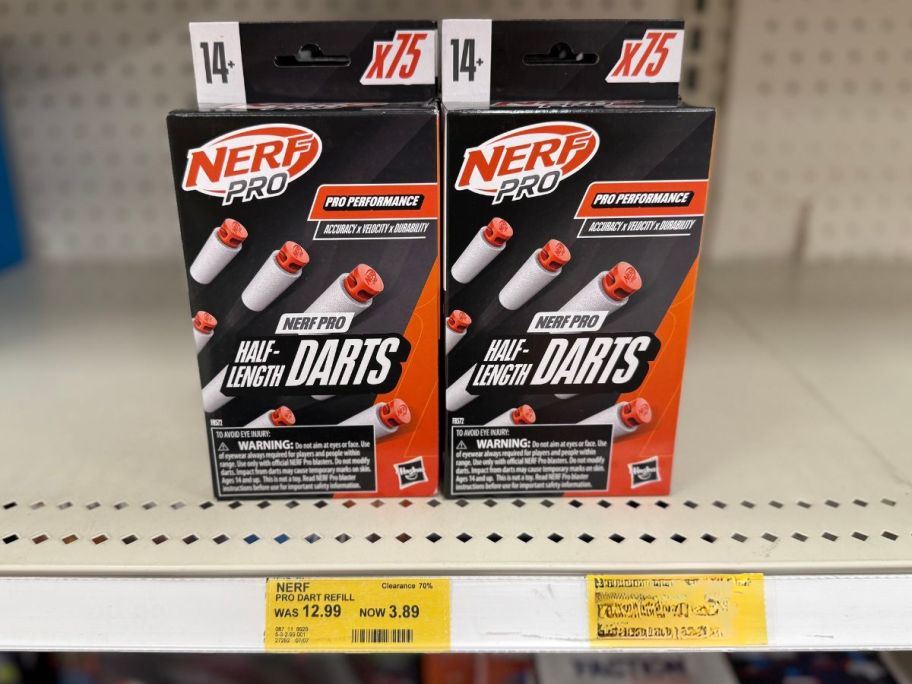 14+
x75
NERF
PRO
PRO PERFORMANCE
ACCURACY x VELOCITY x DURABILITY
NERF PRO
HALF-
LENGTH DARTS
F8572
TO AVOID EYE INJURY:
WARNING: Do not aim at eyes or face. Use
of eyewear always required for players and people within
range. Use only with official NERF Pro blasters. Do not modify
darts. Impact from darts may cause temporary marks on skin.
Ages 14 and up. This is not a toy. Read NERF Pro blaster
instructions before use for important safety information.
Hasbro
14+
x75
NERF
PRO
PRO PERFORMANCE
ACCURACY x VELOCITY x DURABILITY
NERF PRO
HALF-
LENGTH DARTS
F8572
TO AVOID EYE INJURY:
WARNING: Do not aim at eyes or face. Use
of eyewear always required for players and people within
range. Use only with official NERF Pro blasters. Do not modify
darts. Impact from darts may cause temporary marks on skin.
Ages 14 and up. This is not a toy. Read NERF Pro blaster
instructions before use for important safety information.
Hasbro
NERF Clearance 70%
PRO DART REFILL
WAS 12.99 NOW 3.89
FACTION